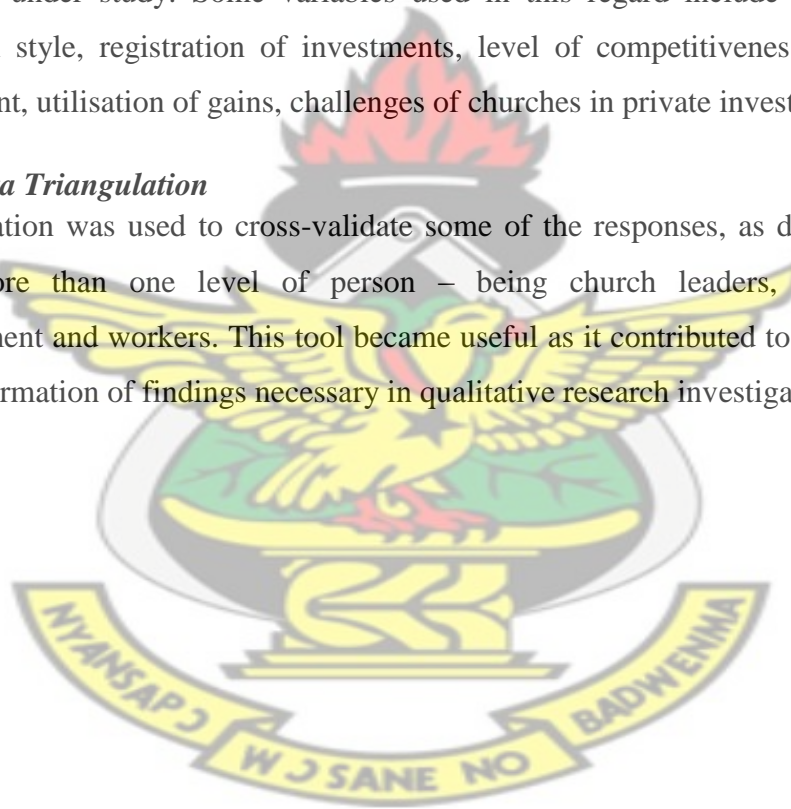 under study. Some variables used in this regard include
style, registration of investments, level of competitivenes
nt, utilisation of gains, challenges of churches in private invest
a Triangulation
ation was used to cross-validate some of the responses, as d
ore than one level of person – being church leaders,
ment and workers. This tool became useful as it contributed to
rmation of findings necessary in qualitative research investiga
NYANSAPƆ WƆSANE NO BADWENMA